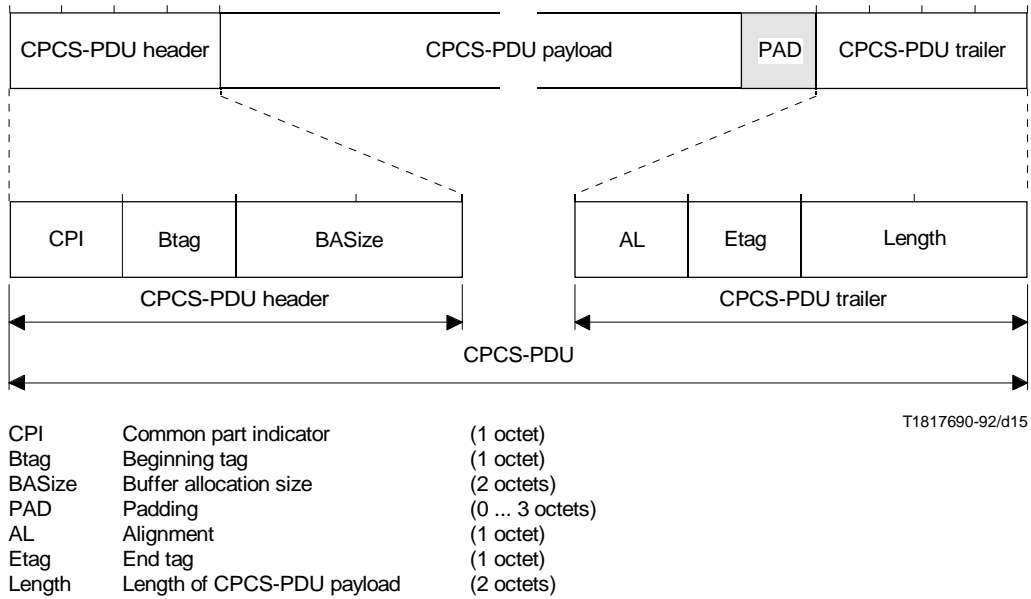 CPCS-PDU header CPCS-PDU payload PAD CPCS-PDU trailer
CPI Btag BASize AL Etag Length
CPCS-PDU header CPCS-PDU trailer
CPCS-PDU
T1817690-92/d15
CPI Common part indicator (1 octet)
Btag Beginning tag (1 octet)
BASize Buffer allocation size (2 octets)
PAD Padding (0 ... 3 octets)
AL Alignment (1 octet)
Etag End tag (1 octet)
Length Length of CPCS-PDU payload (2 octets)